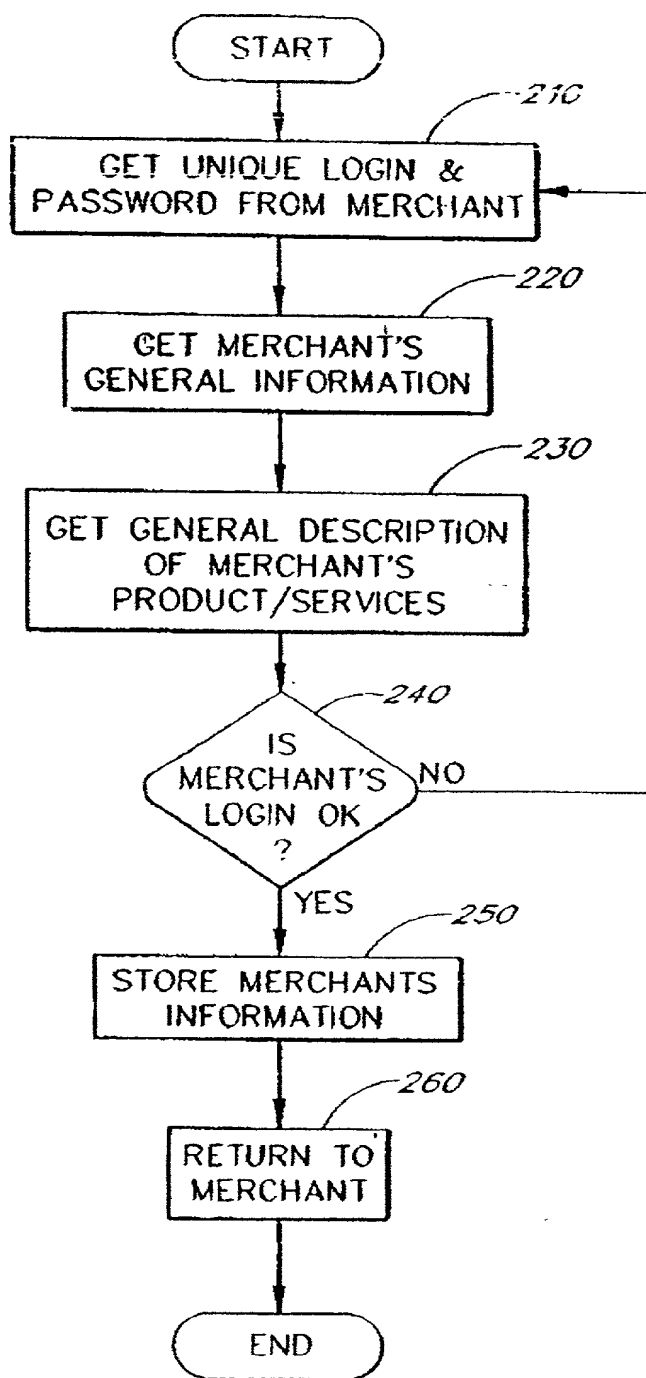 START
210
GET UNIQUE LOGIN &
PASSWORD FROM MERCHANT
220
GET MERCHANT'S
GENERAL INFORMATION
230
GET GENERAL DESCRIPTION
OF MERCHANT'S
PRODUCT/SERVICES
240
IS
MERCHANT'S
LOGIN OK
?
NO
YES
250
STORE MERCHANTS
INFORMATION
260
RETURN TO
MERCHANT
END